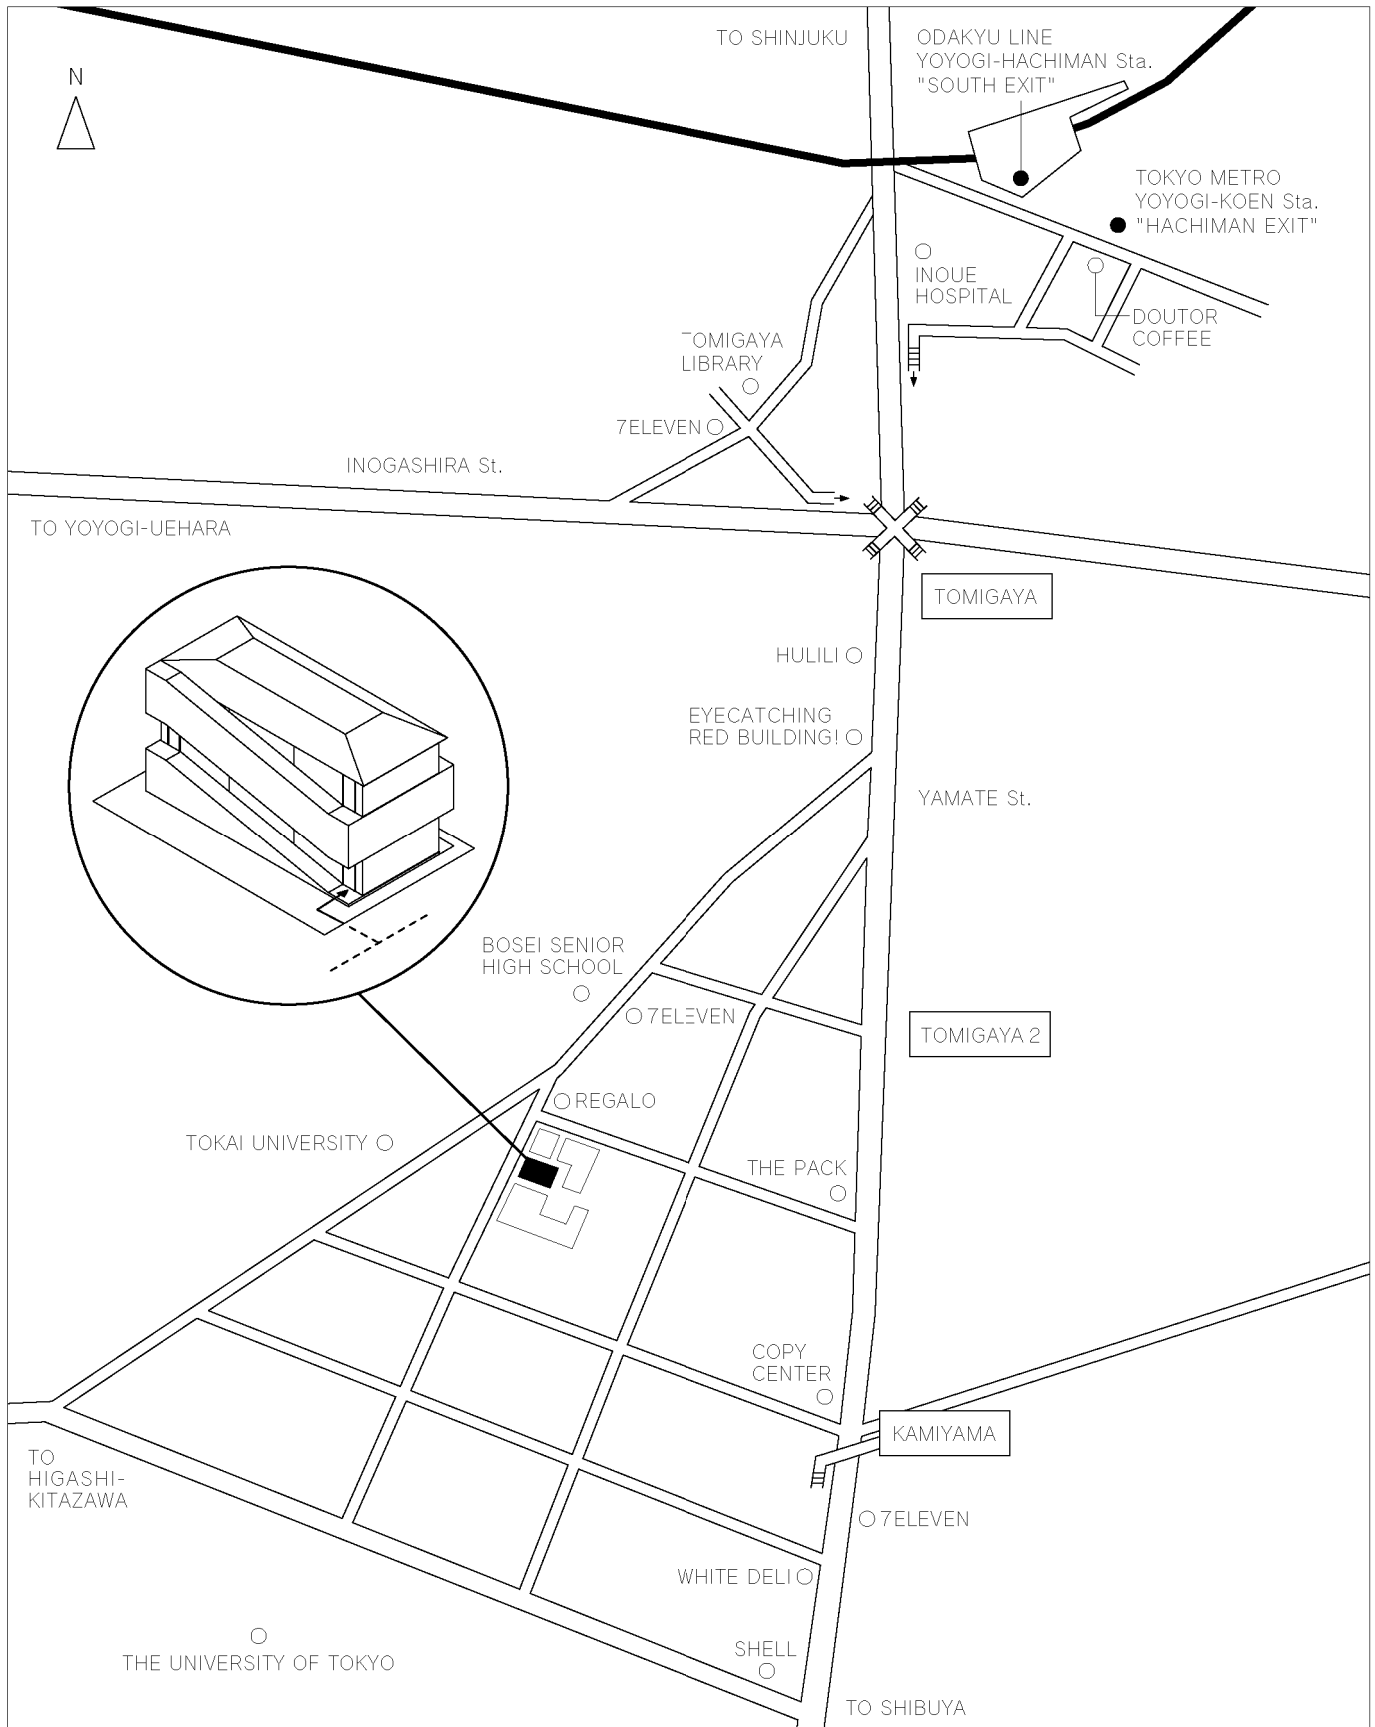 TO SHINJUKU
ODAKYU LINE
YOYOGI-HACHIMAN Sta.
"SOUTH EXIT"
N
TOKYO METRO
YOYOGI-KOEN Sta.
"HACHIMAN EXIT"
INOUE
HOSPITAL
DOUTOR
COFFEE
TOMIGAYA
LIBRARY
7ELEVEN
INOGASHIRA St.
TO YOYOGI-UEHARA
TOMIGAYA
HULILI
EYECATCHING
RED BUILDING!
YAMATE St.
BOSEI SENIOR
HIGH SCHOOL
7ELEVEN
TOMIGAYA 2
REGALO
TOKAI UNIVERSITY
THE PACK
COPY
CENTER
KAMIYAMA
TO
HIGASHI-
KITAZAWA
7ELEVEN
WHITE DELI
THE UNIVERSITY OF TOKYO
SHELL
TO SHIBUYA